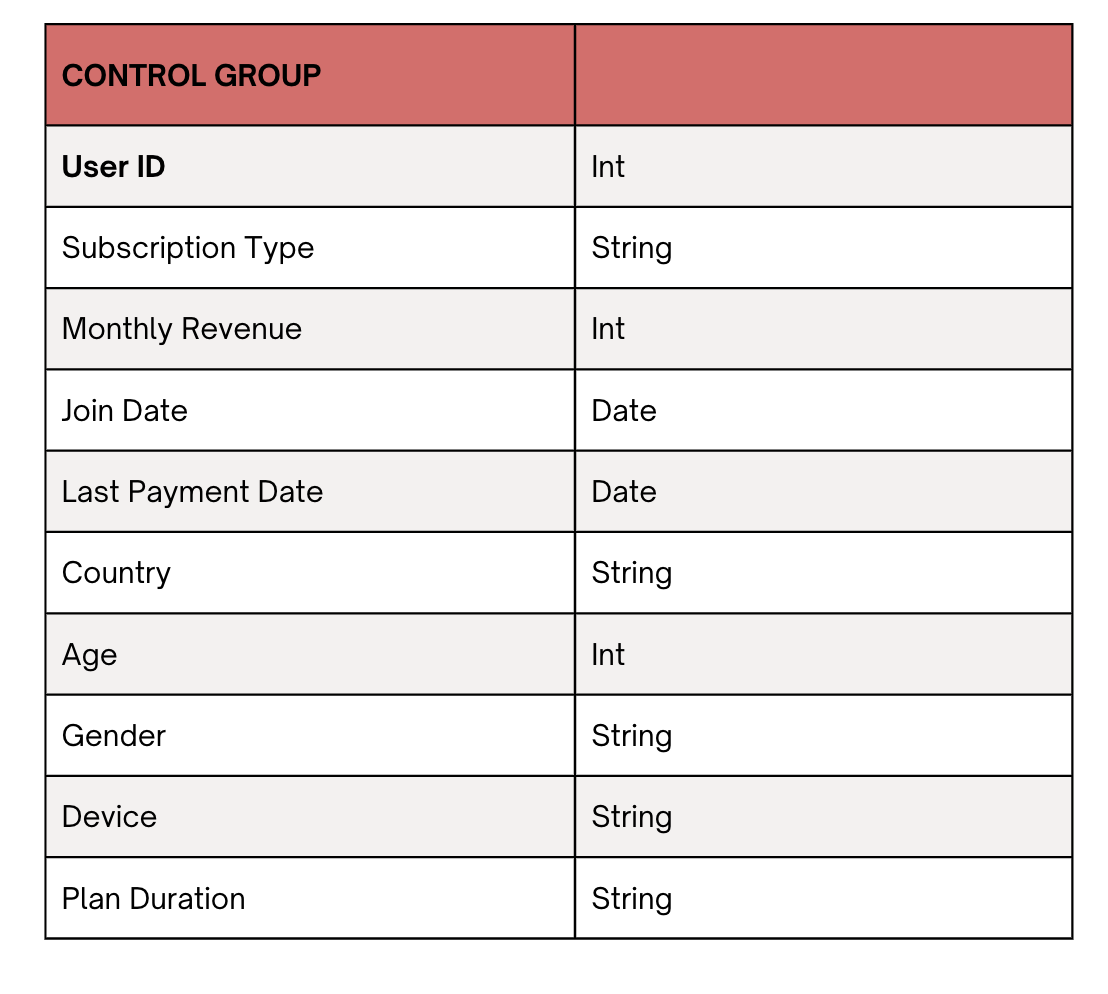 CONTROL GROUP
User ID Int
Subscription Type String
Monthly Revenue Int
Join Date Date
Last Payment Date Date
Country String
Age Int
Gender String
Device String
Plan Duration String